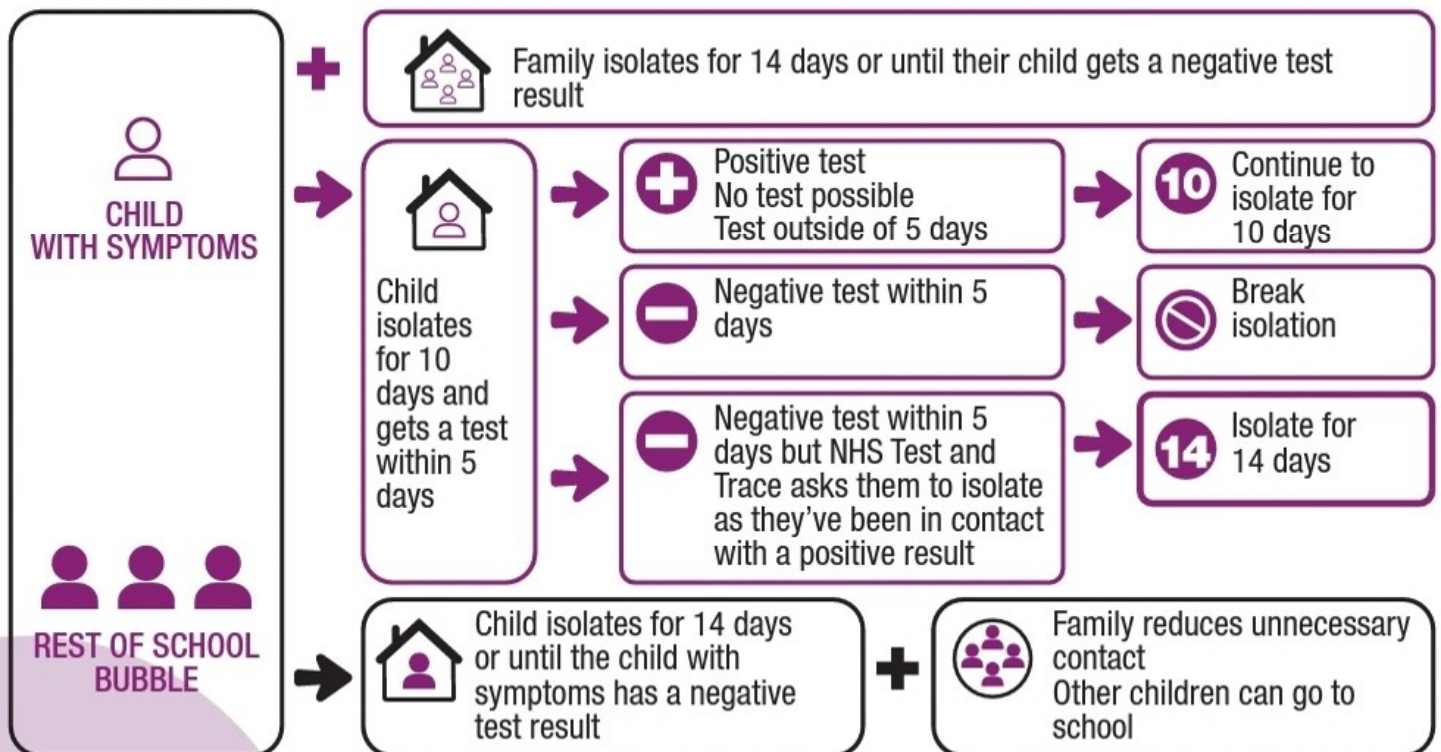 Family isolates for 14 days or until their child gets a negative test
result
CHILD
WITH SYMPTOMS
Child
isolates
for 10
days and
gets a test
within 5
days
Positive test
No test possible
Test outside of 5 days
10
Continue to
isolate for
10 days
Negative test within 5
days
Break
isolation
Negative test within 5
days but NHS Test and
Trace asks them to isolate
as they've been in contact
with a positive result
14
Isolate for
14 days
REST OF SCHOOL
BUBBLE
Child isolates for 14 days
or until the child with
symptoms has a negative
test result
Family reduces unnecessary
contact
Other children can go to
school